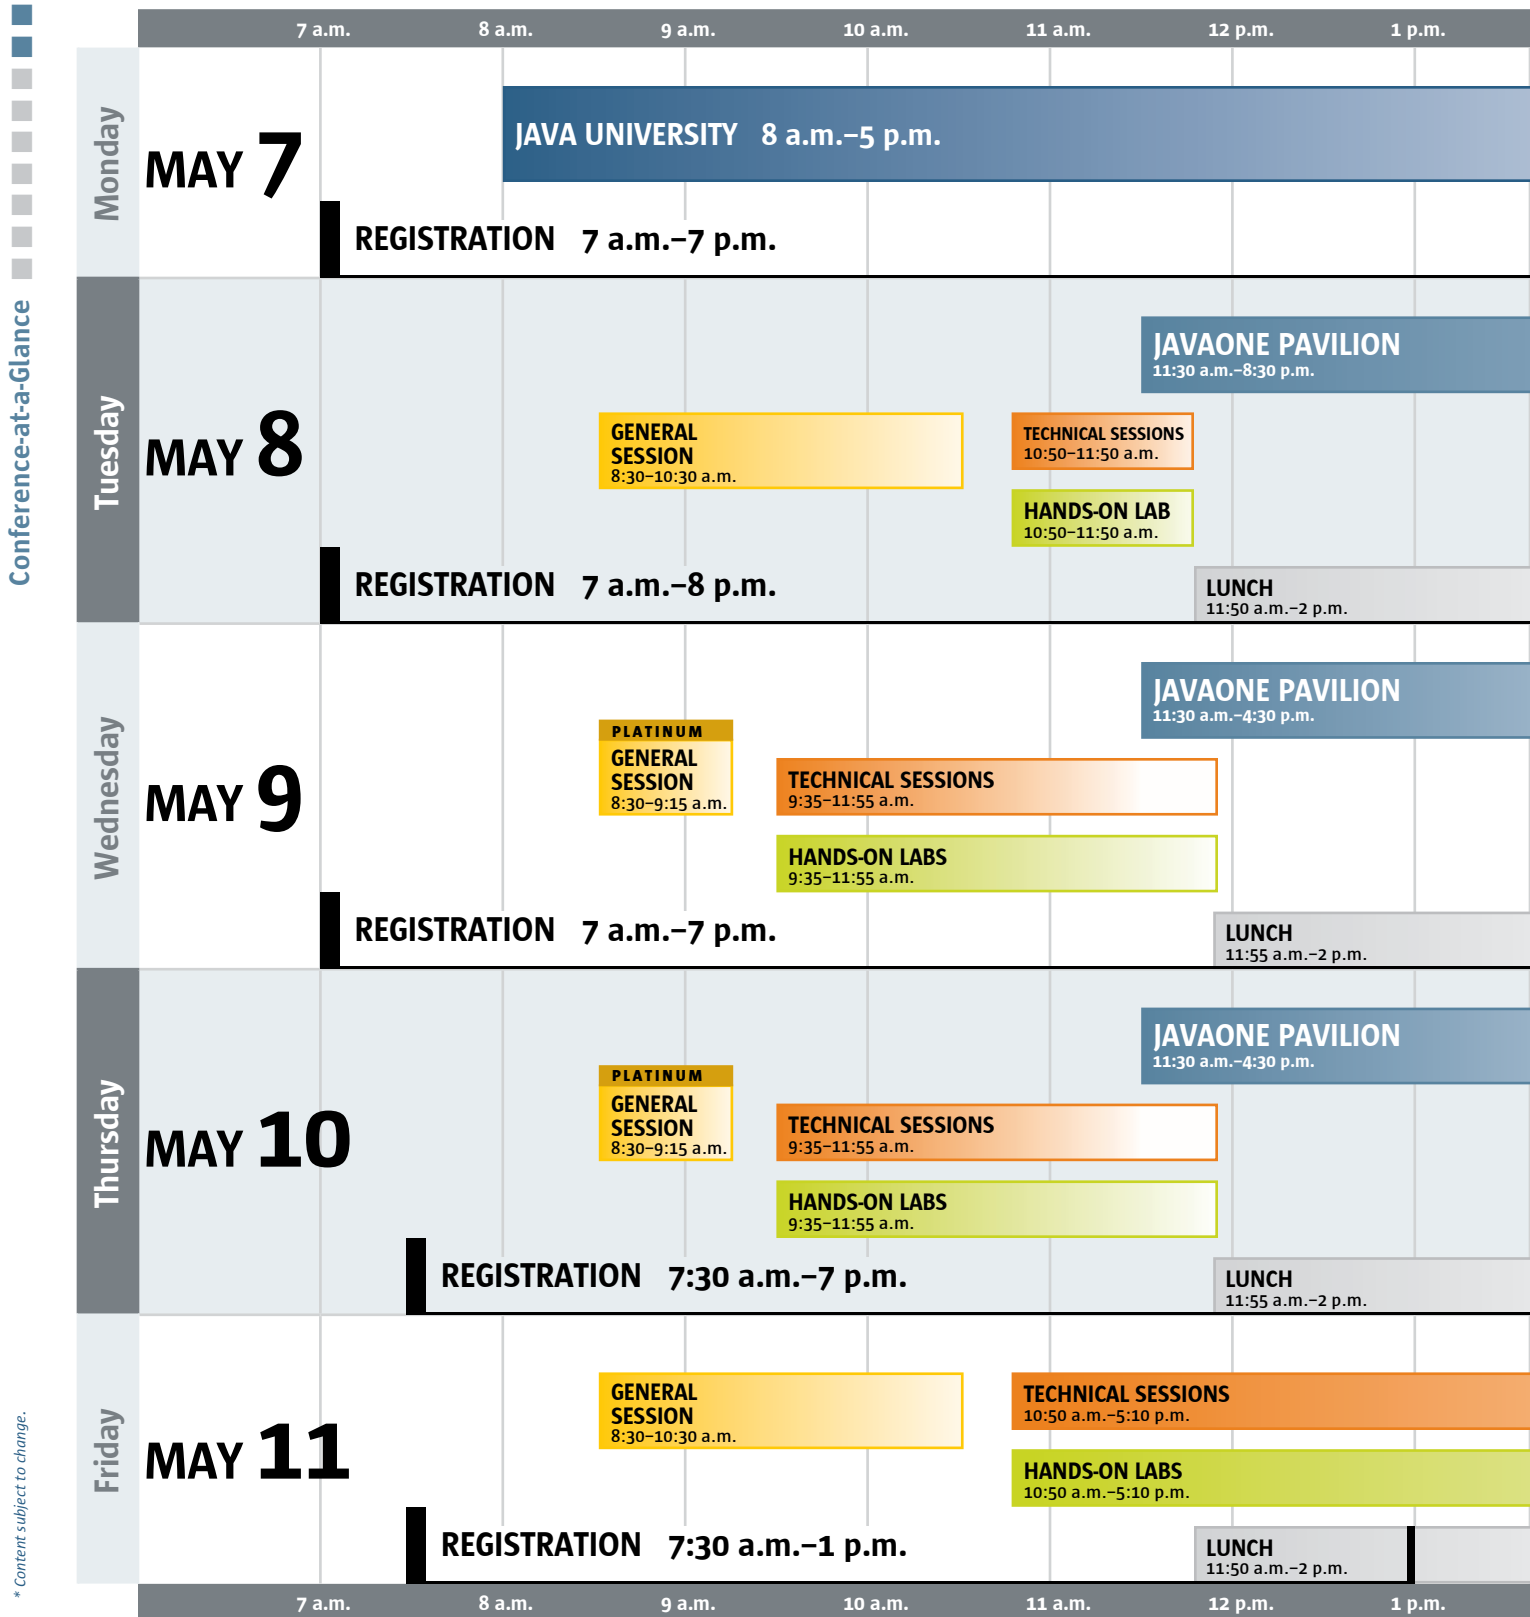 7 a.m. 8 a.m. 9 a.m. 10 a.m. 11 a.m. 12 p.m. 1 p.m.
Conference-at-a-Glance
Monday
MAY 7
JAVA UNIVERSITY 8 a.m.–5 p.m.
REGISTRATION 7 a.m.–7 p.m.
Tuesday
MAY 8
JAVAONE PAVILION
11:30 a.m.–8:30 p.m.
GENERAL
SESSION
8:30–10:30 a.m.
TECHNICAL SESSIONS
10:50–11:50 a.m.
HANDS-ON LAB
10:50–11:50 a.m.
REGISTRATION 7 a.m.–8 p.m.
LUNCH
11:50 a.m.–2 p.m.
Wednesday
MAY 9
JAVAONE PAVILION
11:30 a.m.–4:30 p.m.
PLATINUM
GENERAL
SESSION
8:30–9:15 a.m.
TECHNICAL SESSIONS
9:35–11:55 a.m.
HANDS-ON LABS
9:35–11:55 a.m.
REGISTRATION 7 a.m.–7 p.m.
LUNCH
11:55 a.m.–2 p.m.
Thursday
MAY 10
JAVAONE PAVILION
11:30 a.m.–4:30 p.m.
PLATINUM
GENERAL
SESSION
8:30–9:15 a.m.
TECHNICAL SESSIONS
9:35–11:55 a.m.
HANDS-ON LABS
9:35–11:55 a.m.
REGISTRATION 7:30 a.m.–7 p.m.
LUNCH
11:55 a.m.–2 p.m.
Friday
MAY 11
GENERAL
SESSION
8:30–10:30 a.m.
TECHNICAL SESSIONS
10:50 a.m.–5:10 p.m.
HANDS-ON LABS
10:50 a.m.–5:10 p.m.
REGISTRATION 7:30 a.m.–1 p.m.
LUNCH
11:50 a.m.–2 p.m.
* Content subject to change.
7 a.m. 8 a.m. 9 a.m. 10 a.m. 11 a.m. 12 p.m. 1 p.m.